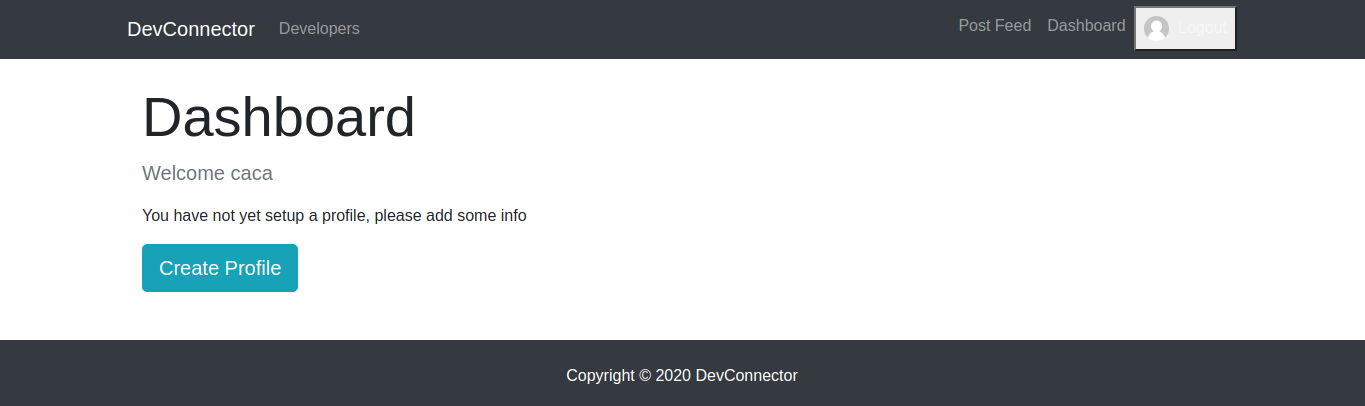 DevConnector Developers Post Feed Dashboard Logout
Dashboard
Welcome caca
You have not yet setup a profile, please add some info
Create Profile
Copyright © 2020 DevConnector